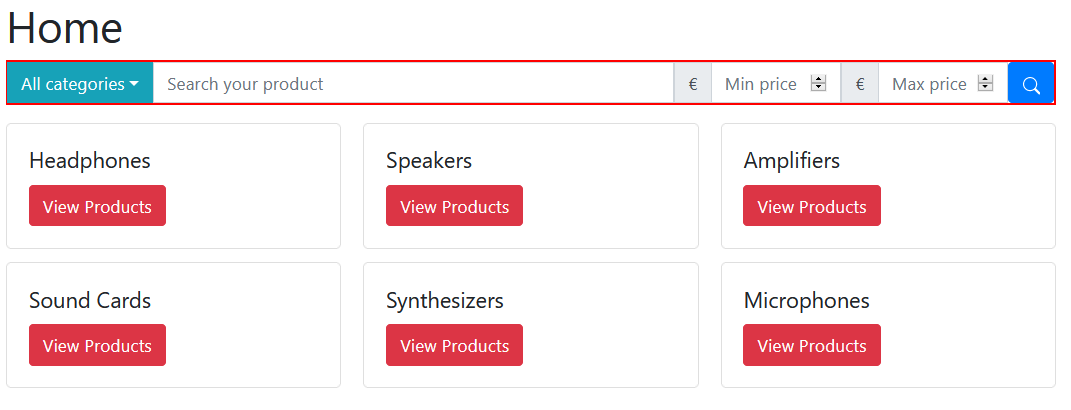 Home
All categories Search your product € Min price € Max price
Headphones Speakers Amplifiers
View Products View Products View Products
Sound Cards Synthesizers Microphones
View Products View Products View Products